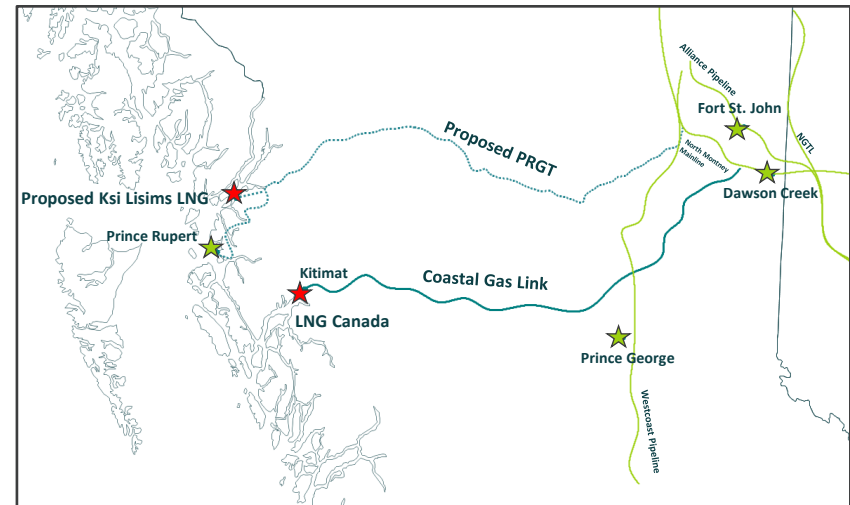 Alliance Pipeline
Fort St. John
Proposed PRGT
NGTL
North Montney
Mainline
Proposed Ksi Lisims LNG
Dawson Creek
Prince Rupert
Kitimat
Coastal Gas Link
LNG Canada
Prince George
Westcoast Pipeline